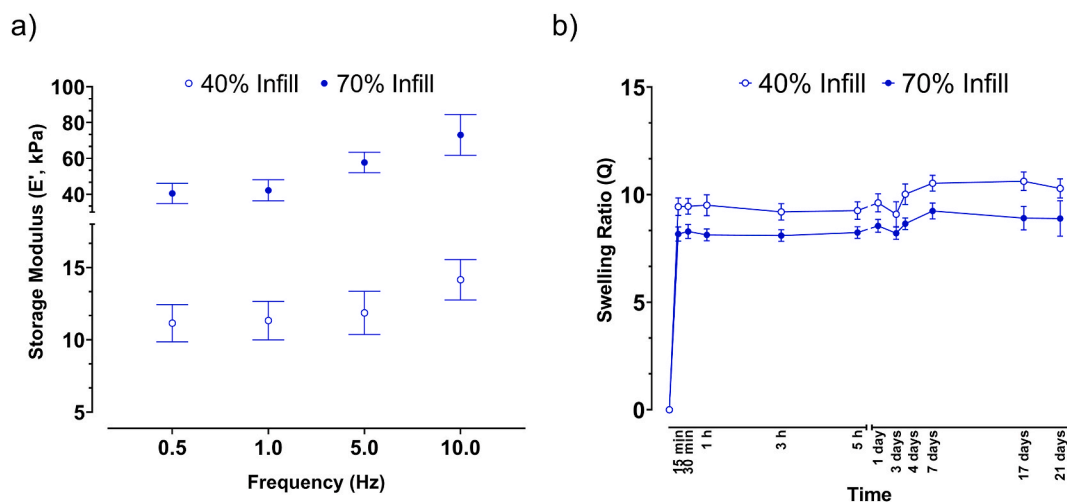 a)
40% Infill
70% Infill
Storage Modulus (E', kPa)
100
80
60
40
15
10
5
0.5
1.0
5.0
10.0
Frequency (Hz)
b)
40% Infill
70% Infill
Swelling Ratio (Q)
15
10
5
0
15 min
30 min
1 h
3 h
5 h
1 day
3 days
4 days
7 days
17 days
21 days
Time